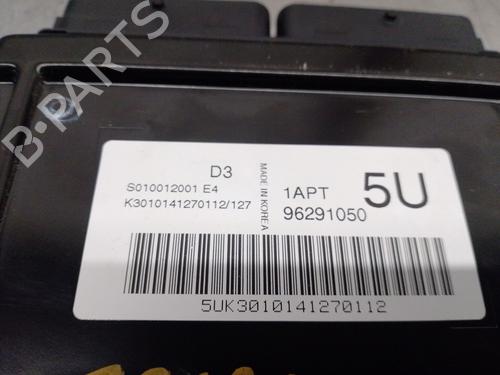 D3
S010012001 E4
K3010141270112/127
MADE IN KOREA
1APT
5U
96291050
5UK3010141270112
B-PARTS